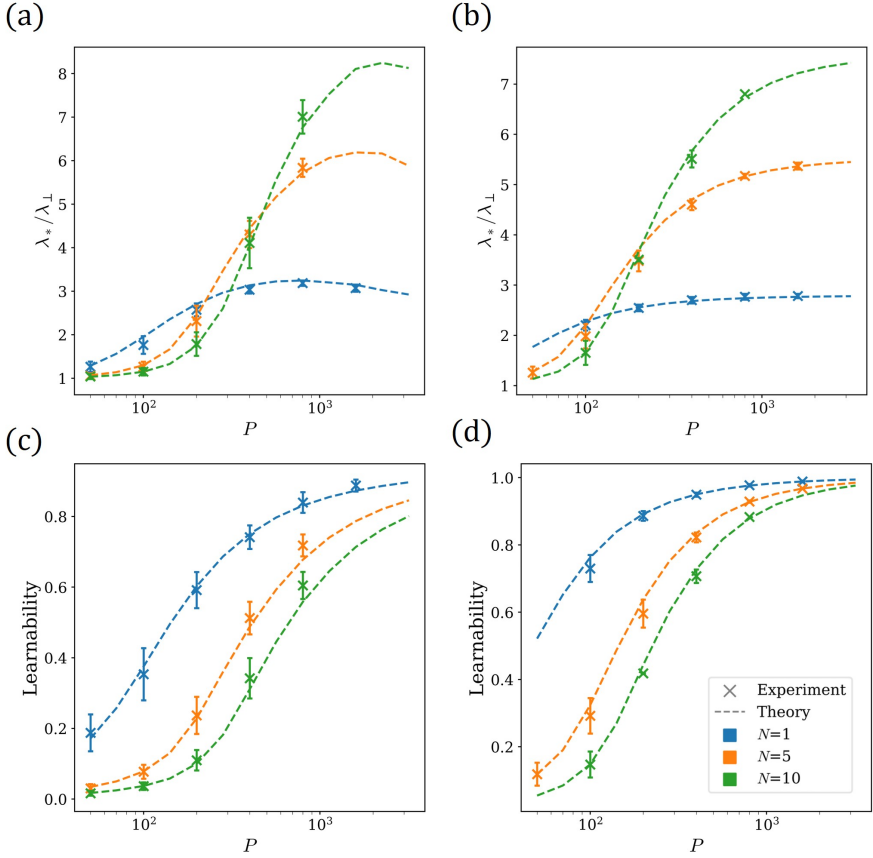 (a)
(b)
8
7
6
5
4
3
2
1
λ*/λ⊥
10²
10³
P
7
6
5
4
3
2
1
λ*/λ⊥
10²
10³
P
(c)
(d)
0.8
0.6
0.4
0.2
0.0
Learnability
10²
10³
P
1.0
0.8
0.6
0.4
0.2
Learnability
10²
10³
P
Experiment
Theory
N=1
N=5
N=10